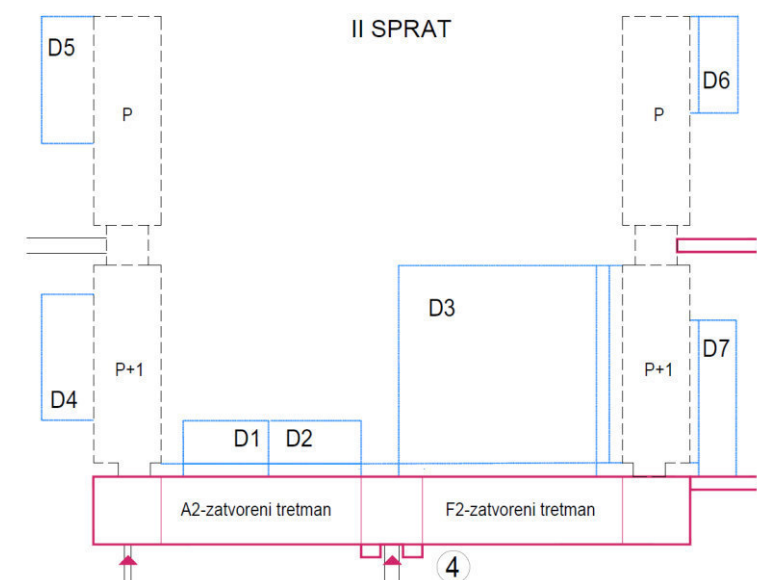 II SPRAT
D5
P
P
D6
D3
D7
P+1
P+1
D4
D1
D2
A2-zatvoreni tretman
F2-zatvoreni tretman
4